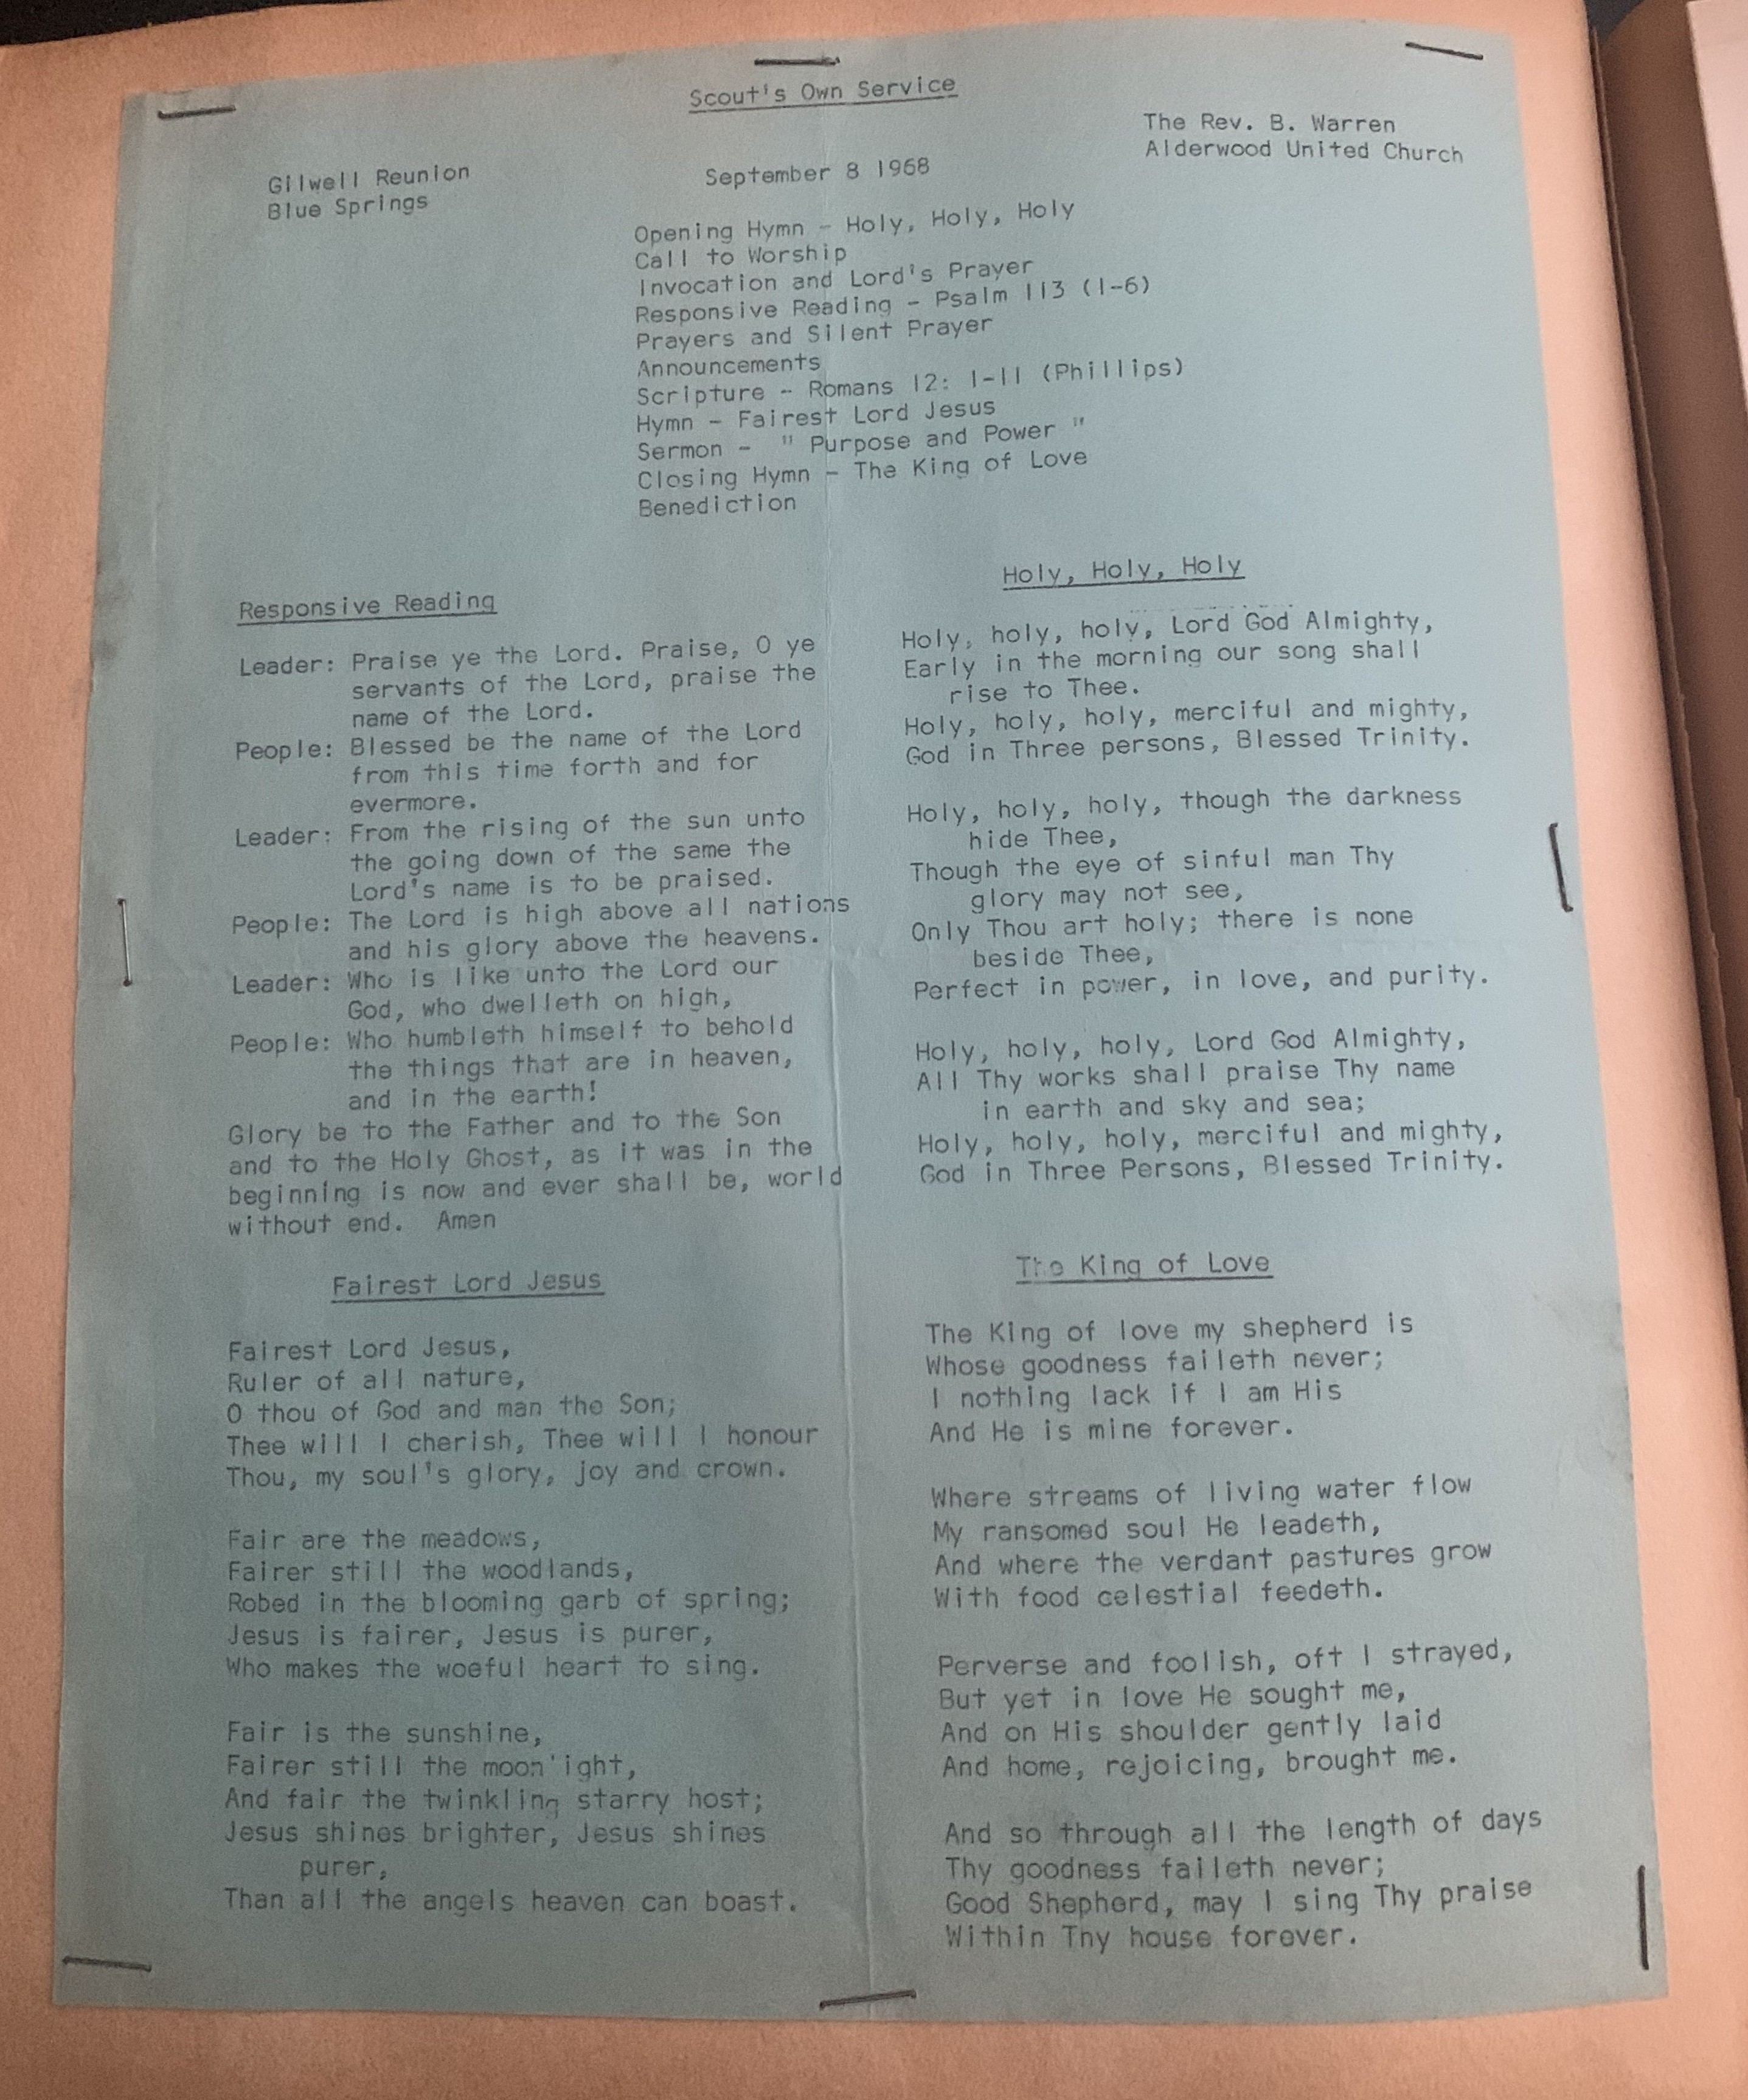 Scout's Own Service
The Rev. B. Warren
Alderwood United Church
Gilwell Reunion
Blue Springs
September 8 1968
Opening Hymn - Holy, Holy, Holy
Call to Worship
Invocation and Lord's Prayer
Responsive Reading - Psalm 113 (1-6)
Prayers and Silent Prayer
Announcements
Scripture - Romans 12: 1-11 (Phillips)
Hymn - Fairest Lord Jesus
Sermon - " Purpose and Power "
Closing Hymn - The King of Love
Benediction
Responsive Reading
Leader: Praise ye the Lord. Praise, O ye
servants of the Lord, praise the
name of the Lord.
People: Blessed be the name of the Lord
from this time forth and for
evermore.
Leader: From the rising of the sun unto
the going down of the same the
Lord's name is to be praised.
People: The Lord is high above all nations
and his glory above the heavens.
Leader: Who is like unto the Lord our
God, who dwelleth on high,
People: Who humbleth himself to behold
the things that are in heaven,
and in the earth!
Glory be to the Father and to the Son
and to the Holy Ghost, as it was in the
beginning is now and ever shall be, world
without end. Amen
Fairest Lord Jesus
Fairest Lord Jesus,
Ruler of all nature,
O thou of God and man the Son;
Thee will I cherish, Thee will I honour
Thou, my soul's glory, joy and crown.
Fair are the meadows,
Fairer still the woodlands,
Robed in the blooming garb of spring;
Jesus is fairer, Jesus is purer,
Who makes the woeful heart to sing.
Fair is the sunshine,
Fairer still the moon'ight,
And fair the twinkling starry host;
Jesus shines brighter, Jesus shines
purer,
Than all the angels heaven can boast.
Holy, Holy, Holy
Holy, holy, holy, Lord God Almighty,
Early in the morning our song shall
rise to Thee.
Holy, holy, holy, merciful and mighty,
God in Three persons, Blessed Trinity.
Holy, holy, holy, though the darkness
hide Thee,
Though the eye of sinful man Thy
glory may not see,
Only Thou art holy; there is none
beside Thee,
Perfect in power, in love, and purity.
Holy, holy, holy, Lord God Almighty,
All Thy works shall praise Thy name
in earth and sky and sea;
Holy, holy, holy, merciful and mighty,
God in Three Persons, Blessed Trinity.
The King of Love
The King of love my shepherd is
Whose goodness faileth never;
I nothing lack if I am His
And He is mine forever.
Where streams of living water flow
My ransomed soul He leadeth,
And where the verdant pastures grow
With food celestial feedeth.
Perverse and foolish, oft I strayed,
But yet in love He sought me,
And on His shoulder gently laid
And home, rejoicing, brought me.
And so through all the length of days
Thy goodness faileth never;
Good Shepherd, may I sing Thy praise
Within Thy house forever.